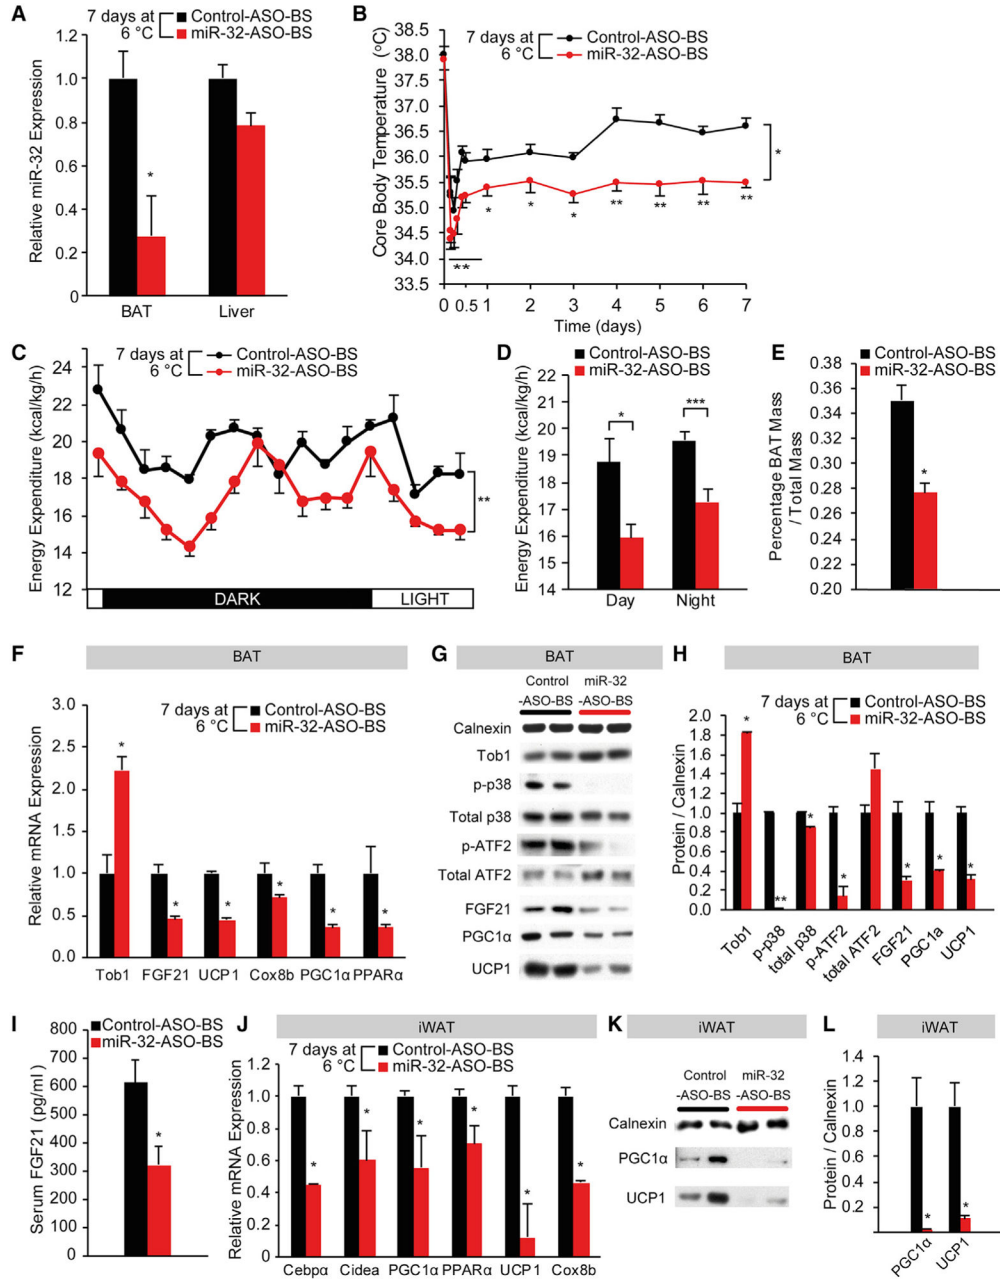 A
7 days at
6 °C
Control-ASO-BS
miR-32-ASO-BS
Relative miR-32 Expression
1.2
1.0
0.8
0.6
0.4
0.2
0
*
BAT
Liver
B
7 days at
6 °C
Control-ASO-BS
miR-32-ASO-BS
Core Body Temperature (°C)
38.5
38.0
37.5
37.0
36.5
36.0
35.5
35.0
34.5
34.0
33.5
**
*
*
*
**
**
**
**
*
0
0.5
1
2
3
4
5
6
7
Time (days)
C
7 days at
6 °C
Control-ASO-BS
miR-32-ASO-BS
Energy Expenditure (kcal/kg/h)
24
22
20
18
16
14
12
**
DARK
LIGHT
D
Control-ASO-BS
miR-32-ASO-BS
Energy Expenditure (kcal/kg/h)
22
21
20
19
18
17
16
15
14
*
***
Day
Night
E
Control-ASO-BS
miR-32-ASO-BS
Percentage BAT Mass
/ Total Mass
0.38
0.36
0.34
0.32
0.30
0.28
0.26
0.24
0.22
0.20
*
F
BAT
7 days at
6 °C
Control-ASO-BS
miR-32-ASO-BS
Relative mRNA Expression
3.0
2.5
2.0
1.5
1.0
0.5
0.0
*
*
*
*
*
*
Tob1
FGF21
UCP1
Cox8b
PGC1α
PPARα
G
BAT
Control
-ASO-BS
miR-32
-ASO-BS
Calnexin
Tob1
p-p38
Total p38
p-ATF2
Total ATF2
FGF21
PGC1α
UCP1
H
BAT
7 days at
6 °C
Control-ASO-BS
miR-32-ASO-BS
Protein / Calnexin
2.0
1.8
1.6
1.4
1.2
1.0
0.8
0.6
0.4
0.2
0.0
*
**
*
*
*
*
*
Tob1
p-p38
total p38
p-ATF2
total ATF2
FGF21
PGC1a
UCP1
I
Control-ASO-BS
miR-32-ASO-BS
Serum FGF21 (pg/ml )
800
700
600
500
400
300
200
100
0
*
J
iWAT
7 days at
6 °C
Control-ASO-BS
miR-32-ASO-BS
Relative mRNA Expression
1.2
1.0
0.8
0.6
0.4
0.2
0
*
*
*
*
*
*
Cebpα
Cidea
PGC1α
PPARα
UCP1
Cox8b
K
iWAT
Control
-ASO-BS
miR-32
-ASO-BS
Calnexin
PGC1α
UCP1
L
iWAT
Protein / Calnexin
1.4
1.2
1
0.8
0.6
0.4
0.2
*
*
PGC1α
UCP1